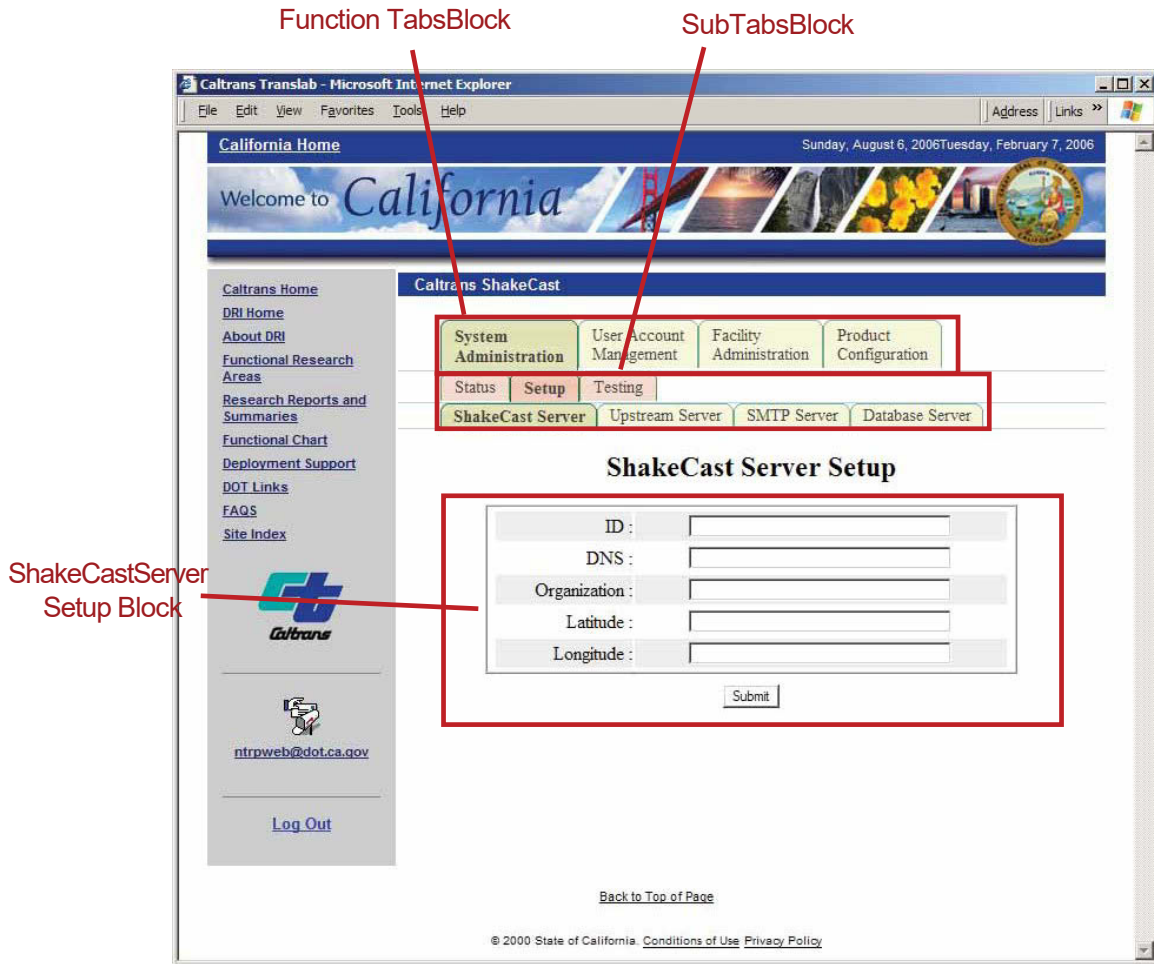 Function TabsBlock
SubTabsBlock
Caltrans Translab - Microsoft Internet Explorer
File Edit View Favorites Tools Help
Address Links »
California Home
Sunday, August 6, 2006Tuesday, February 7, 2006
Welcome to California
Caltrans Home
DRI Home
About DRI
Functional Research
Areas
Research Reports and
Summaries
Functional Chart
Deployment Support
DOT Links
FAQS
Site Index
Caltrans
ntrpweb@dot.ca.gov
Log Out
Caltrans ShakeCast
System
Administration
User Account
Management
Facility
Administration
Product
Configuration
Status Setup Testing
ShakeCast Server Upstream Server SMTP Server Database Server
ShakeCast Server Setup
ID :
DNS :
Organization :
Latitude :
Longitude :
Submit
ShakeCastServer
Setup Block
Back to Top of Page
© 2000 State of California. Conditions of Use Privacy Policy